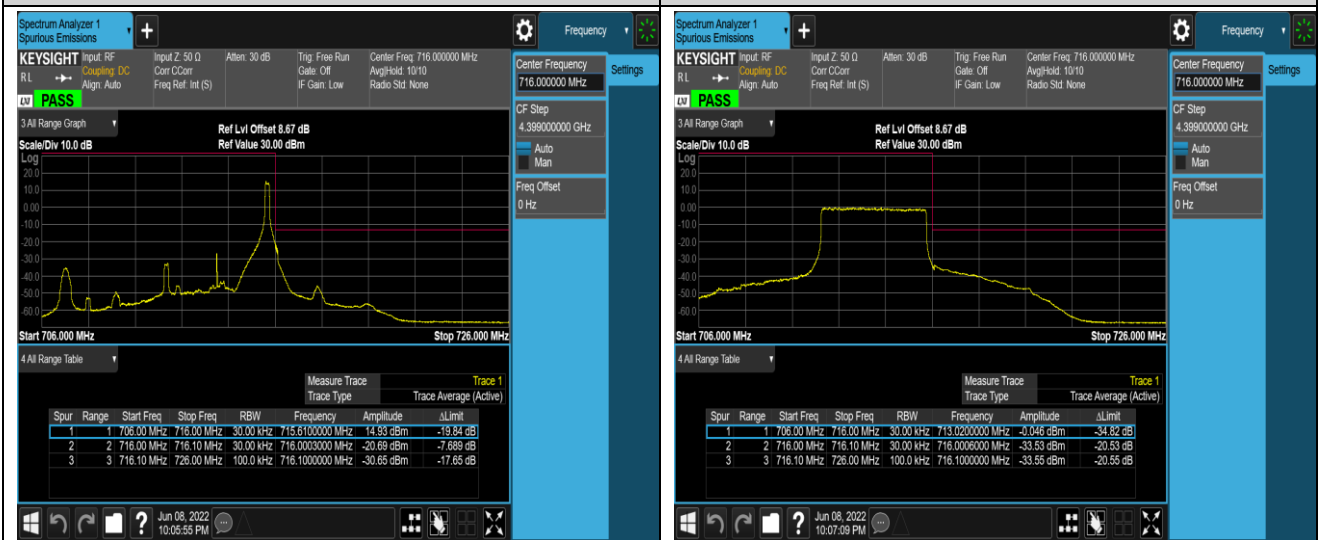 Spectrum Analyzer 1
Spurious Emissions
+
Frequency
KEYSIGHT
RL
Input: RF
Coupling: DC
Align: Auto
Input Z: 50 Ω
Corr CCorr
Freq Ref: Int (S)
Atten: 30 dB
Trig: Free Run
Gate: Off
IF Gain: Low
Center Freq: 716.000000 MHz
Avg|Hold: 10/10
Radio Std: None
LXI PASS
3 All Range Graph
Ref Lvl Offset 8.67 dB
Scale/Div 10.0 dB
Ref Value 30.00 dBm
Log
20.0
10.0
0.00
-10.0
-20.0
-30.0
-40.0
-50.0
-60.0
Start 706.000 MHz
Stop 726.000 MHz
4 All Range Table
Measure Trace Trace 1
Trace Type Trace Average (Active)
Spur Range Start Freq Stop Freq RBW Frequency Amplitude ΔLimit
1 1 706.00 MHz 716.00 MHz 30.00 kHz 715.6100000 MHz 14.93 dBm -19.84 dB
2 2 716.00 MHz 716.10 MHz 30.00 kHz 716.0003000 MHz -20.69 dBm -7.689 dB
3 3 716.10 MHz 726.00 MHz 100.0 kHz 716.1000000 MHz -30.65 dBm -17.65 dB
?
Jun 08, 2022
10:05:55 PM
Center Frequency
716.000000 MHz
Settings
CF Step
4.399000000 GHz
Auto
Man
Freq Offset
0 Hz
Spectrum Analyzer 1
Spurious Emissions
+
Frequency
KEYSIGHT
RL
Input: RF
Coupling: DC
Align: Auto
Input Z: 50 Ω
Corr CCorr
Freq Ref: Int (S)
Atten: 30 dB
Trig: Free Run
Gate: Off
IF Gain: Low
Center Freq: 716.000000 MHz
Avg|Hold: 10/10
Radio Std: None
LXI PASS
3 All Range Graph
Ref Lvl Offset 8.67 dB
Scale/Div 10.0 dB
Ref Value 30.00 dBm
Log
20.0
10.0
0.00
-10.0
-20.0
-30.0
-40.0
-50.0
-60.0
Start 706.000 MHz
Stop 726.000 MHz
4 All Range Table
Measure Trace Trace 1
Trace Type Trace Average (Active)
Spur Range Start Freq Stop Freq RBW Frequency Amplitude ΔLimit
1 1 706.00 MHz 716.00 MHz 30.00 kHz 713.0200000 MHz -0.046 dBm -34.82 dB
2 2 716.00 MHz 716.10 MHz 30.00 kHz 716.0006000 MHz -33.53 dBm -20.53 dB
3 3 716.10 MHz 726.00 MHz 100.0 kHz 716.1000000 MHz -33.55 dBm -20.55 dB
?
Jun 08, 2022
10:07:09 PM
Center Frequency
716.000000 MHz
Settings
CF Step
4.399000000 GHz
Auto
Man
Freq Offset
0 Hz